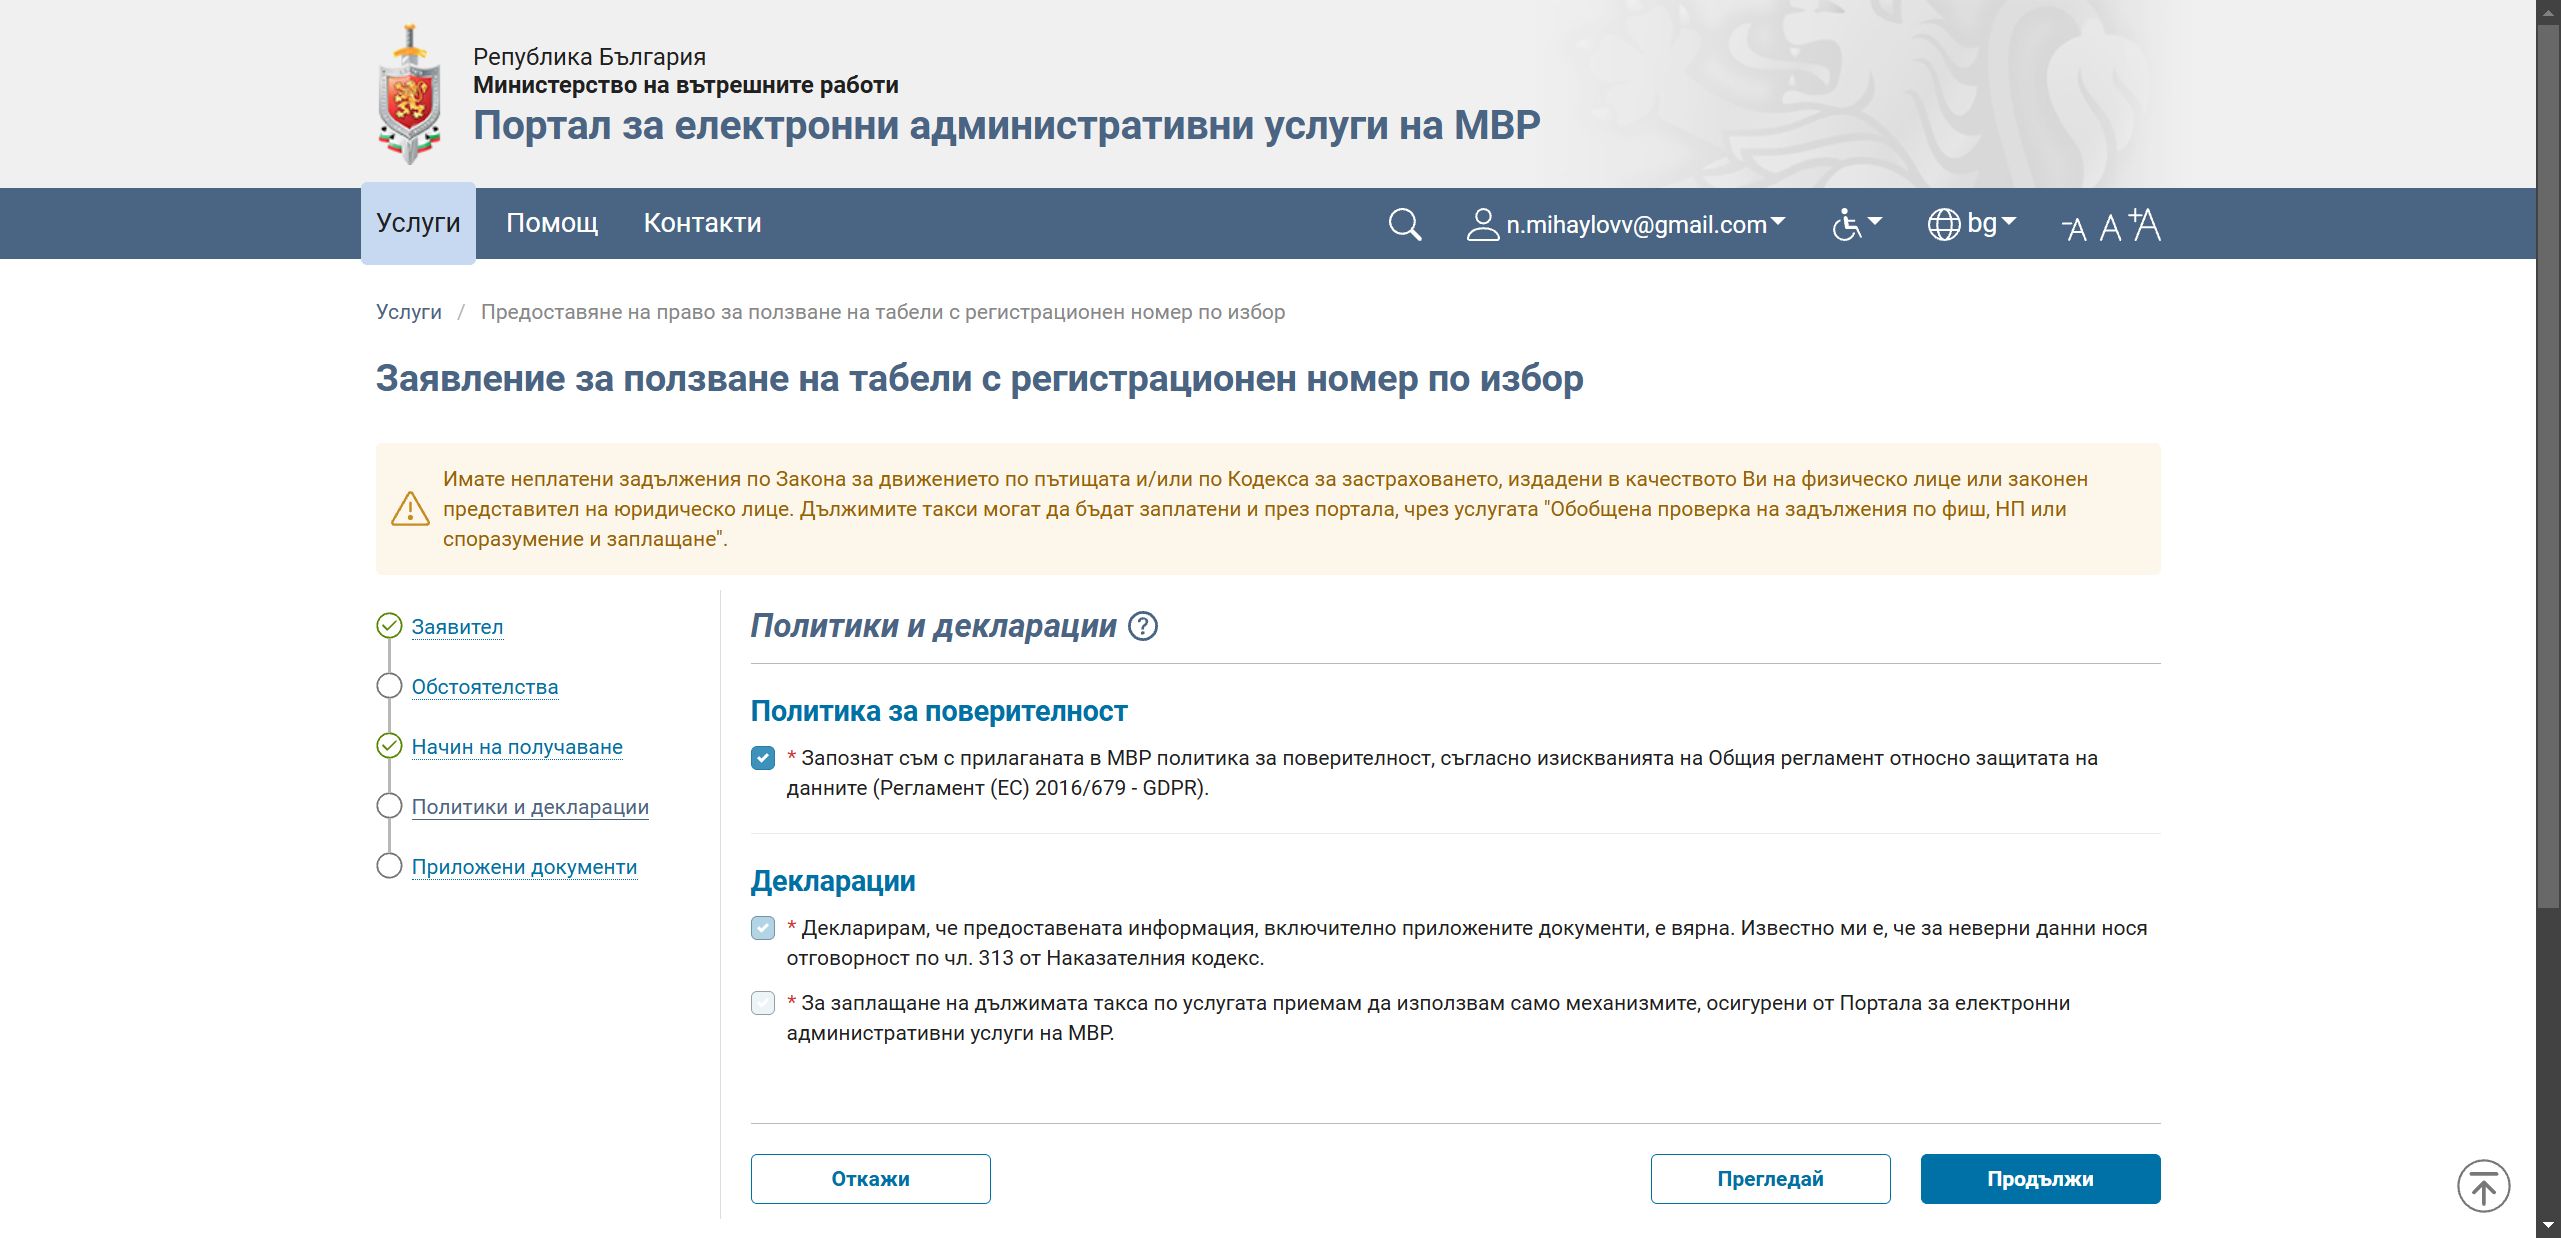 Република България
Министерство на вътрешните работи
Портал за електронни административни услуги на МВР
Услуги
Помощ
Контакти
n.mihaylovv@gmail.com
bg
-A A +A
Услуги / Предоставяне на право за ползване на табели с регистрационен номер по избор
Заявление за ползване на табели с регистрационен номер по избор
Имате неплатени задължения по Закона за движението по пътищата и/или по Кодекса за застраховането, издадени в качеството Ви на физическо лице или законен
представител на юридическо лице. Дължимите такси могат да бъдат заплатени и през портала, чрез услугата "Обобщена проверка на задължения по фиш, НП или
споразумение и заплащане".
Заявител
Обстоятелства
Начин на получаване
Политики и декларации
Приложени документи
Политики и декларации
Политика за поверителност
* Запознат съм с прилаганата в МВР политика за поверителност, съгласно изискванията на Общия регламент относно защитата на
данните (Регламент (ЕС) 2016/679 - GDPR).
Декларации
* Декларирам, че предоставената информация, включително приложените документи, е вярна. Известно ми е, че за неверни данни нося
отговорност по чл. 313 от Наказателния кодекс.
* За заплащане на дължимата такса по услугата приемам да използвам само механизмите, осигурени от Портала за електронни
административни услуги на МВР.
Откажи
Прегледай
Продължи